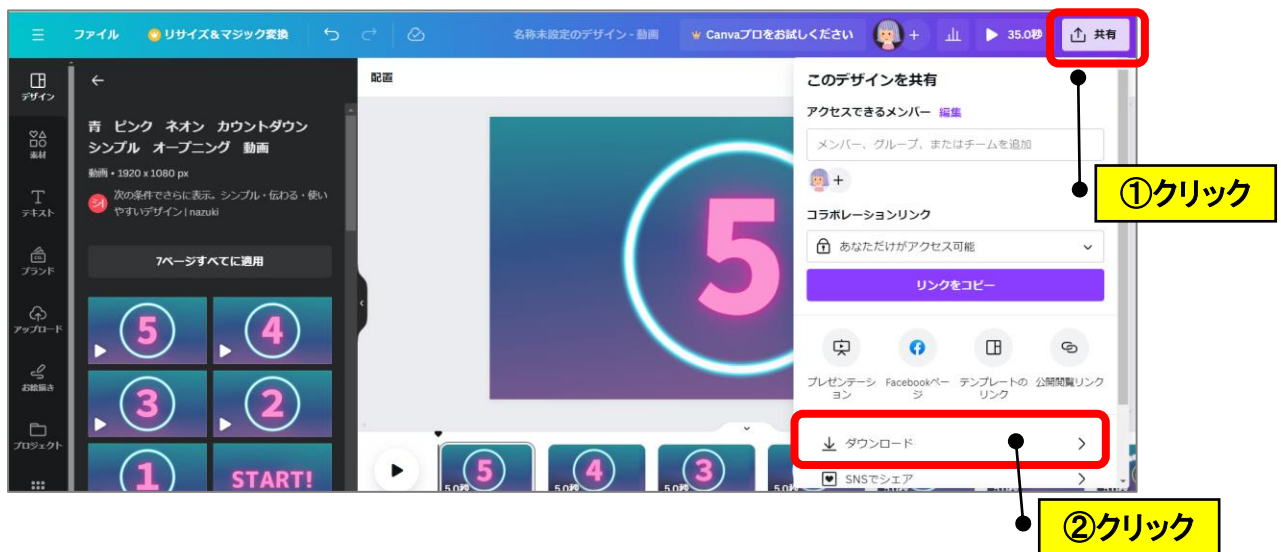 ファイル
リサイズ&マジック変換
名称未設定のデザイン - 動画
Canvaプロをお試しください
+
35.0秒
共有
デザイン
素材
テキスト
ブランド
アップロード
お絵描き
プロジェクト
青 ピンク ネオン カウントダウン
シンプル オープニング 動画
動画 • 1920 x 1080 px
次の条件でさらに表示。シンプル・伝わる・使い
やすいデザイン | nazuki
7ページすべてに適用
5
4
3
2
1
START!
配置
5
このデザインを共有
アクセスできるメンバー 編集
メンバー、グループ、またはチームを追加
+
コラボレーションリンク
あなただけがアクセス可能
リンクをコピー
プレゼンテーシ
ョン
Facebookペー
ジ
テンプレートの
リンク
公開閲覧リンク
ダウンロード
SNSでシェア
5
5.0秒
4
5.0秒
3
5.0秒
①クリック
②クリック